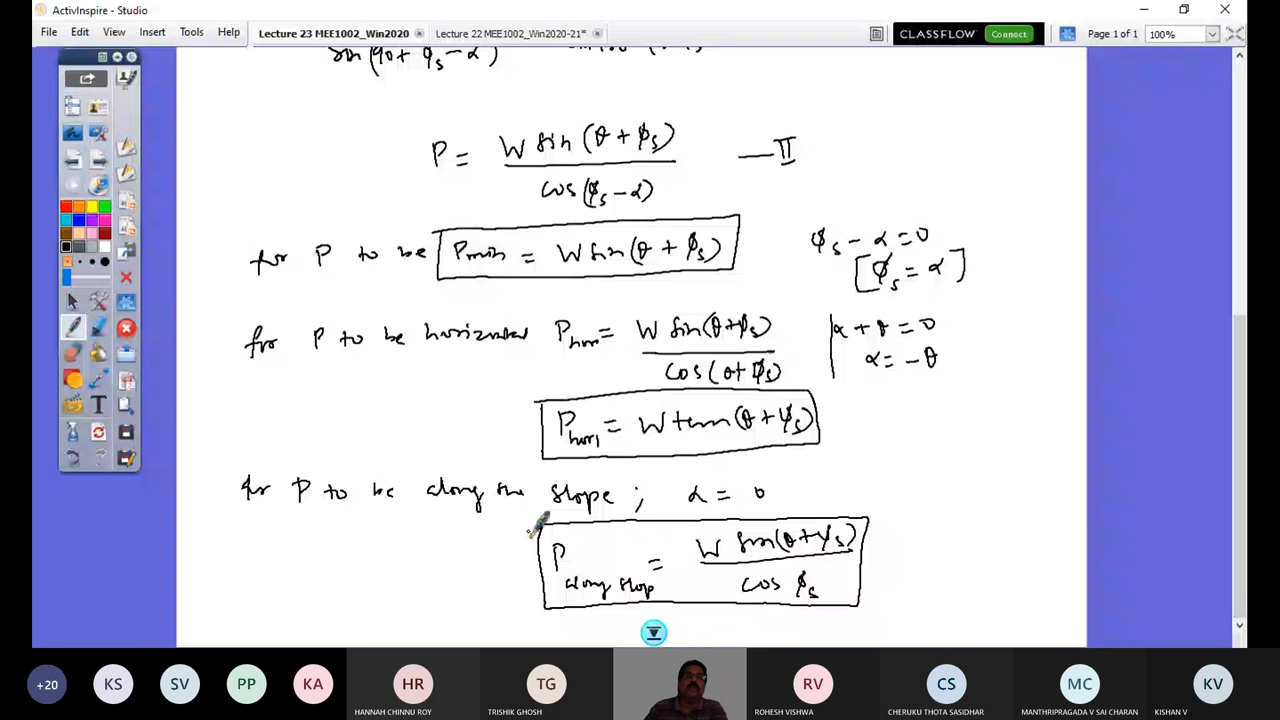 ActivInspire - Studio
File Edit View Insert Tools Help
Lecture 23 MEE1002_Win2020
Lecture 22 MEE1002_Win2020-21*
CLASSFLOW Connect
Page 1 of 1
100%
sin(90 + ϕs - α)
P = W sin (θ + ϕs) / cos(ϕs - α) — II
for P to be Pmin = W sin(θ + ϕs)
ϕs - α = 0
[ϕs = α]
for P to be horizontal Phori = W sin(θ+ϕs) / cos(θ+ϕs)
α + θ = 0
α = - θ
Phori = W tan(θ + ϕs)
for P to be along the slope ; α = 0
P along slop = W sin(θ+ϕs) / cos ϕs
+20 KS SV PP KA HR TG RV CS MC KV
HANNAH CHINNU ROY TRISHIK GHOSH ROHESH VISHWA CHERUKU THOTA SASIDHAR MANTHRIPRAGADA V SAI CHARAN KISHAN V